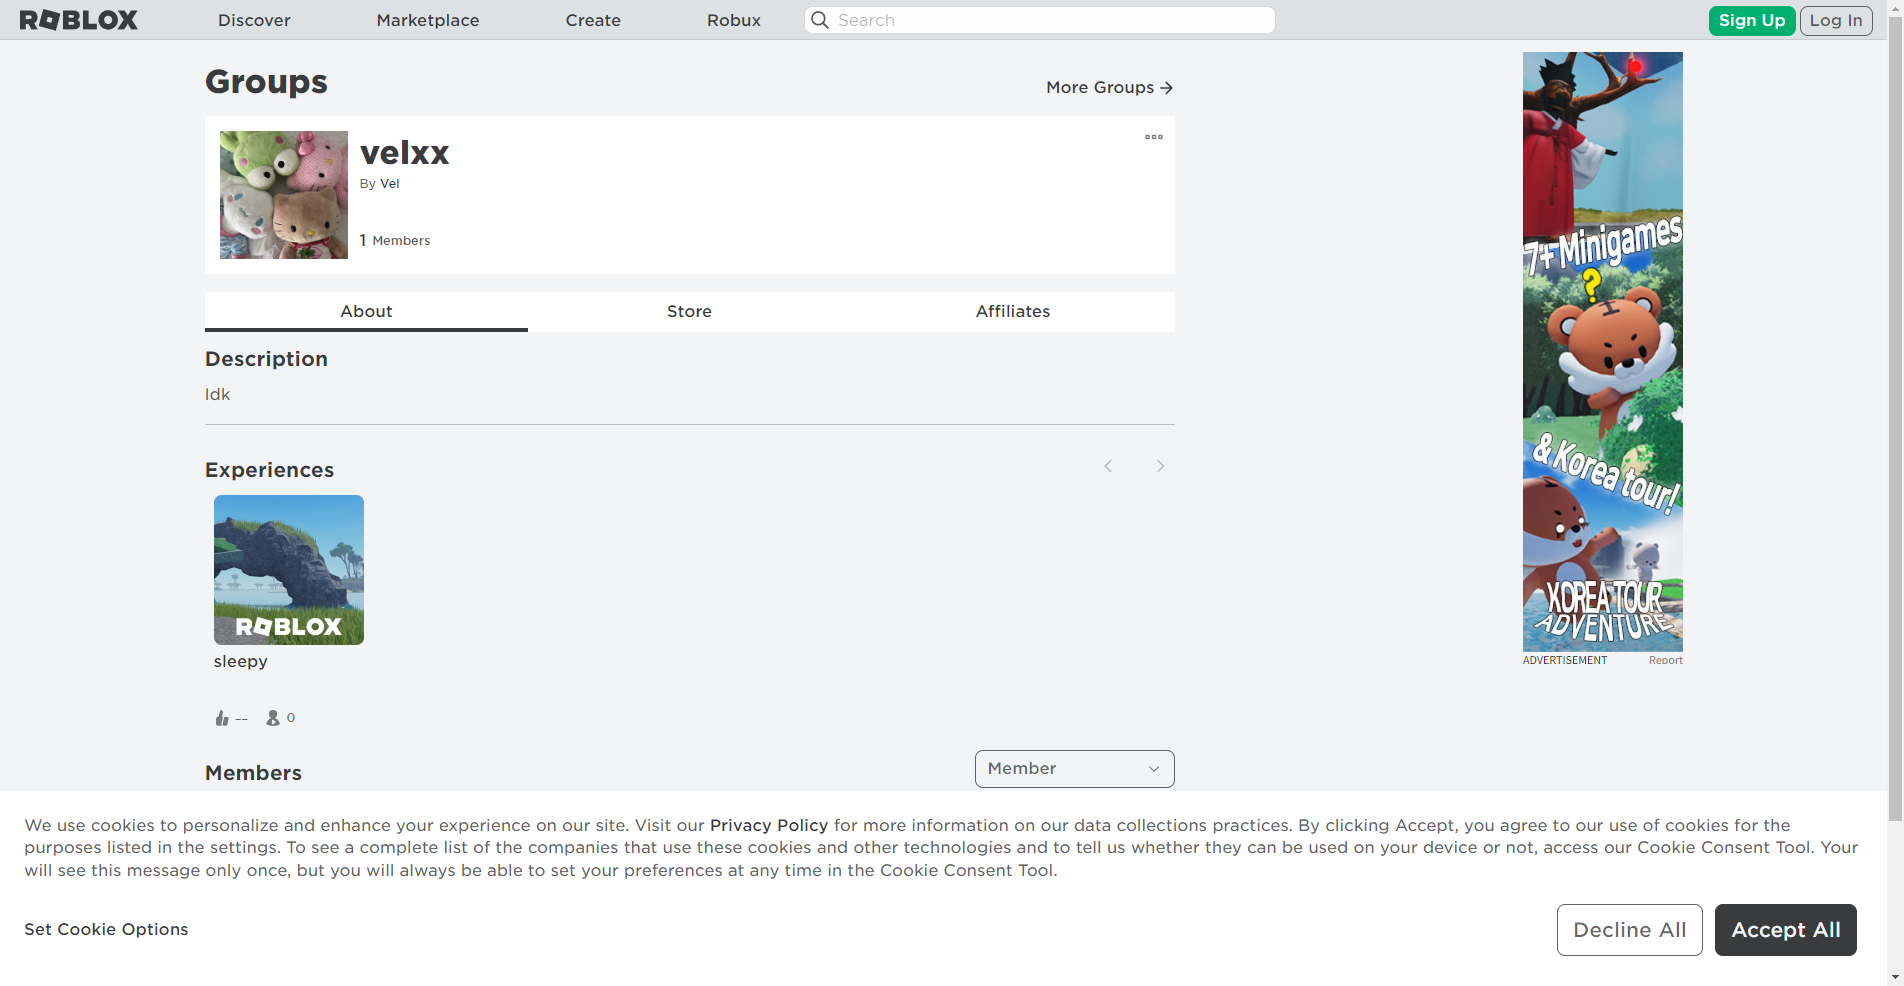 ROBLOX
Discover
Marketplace
Create
Robux
Search
Sign Up
Log In
Groups
More Groups
velxx
By Vel
1 Members
About
Store
Affiliates
Description
Idk
Experiences
ROBLOX
sleepy
--
0
Members
Member
7+ Minigames
?
& Korea tour!
KOREA TOUR
ADVENTURE
ADVERTISEMENT
Report
We use cookies to personalize and enhance your experience on our site. Visit our Privacy Policy for more information on our data collections practices. By clicking Accept, you agree to our use of cookies for the
purposes listed in the settings. To see a complete list of the companies that use these cookies and other technologies and to tell us whether they can be used on your device or not, access our Cookie Consent Tool. Your
will see this message only once, but you will always be able to set your preferences at any time in the Cookie Consent Tool.
Set Cookie Options
Decline All
Accept All